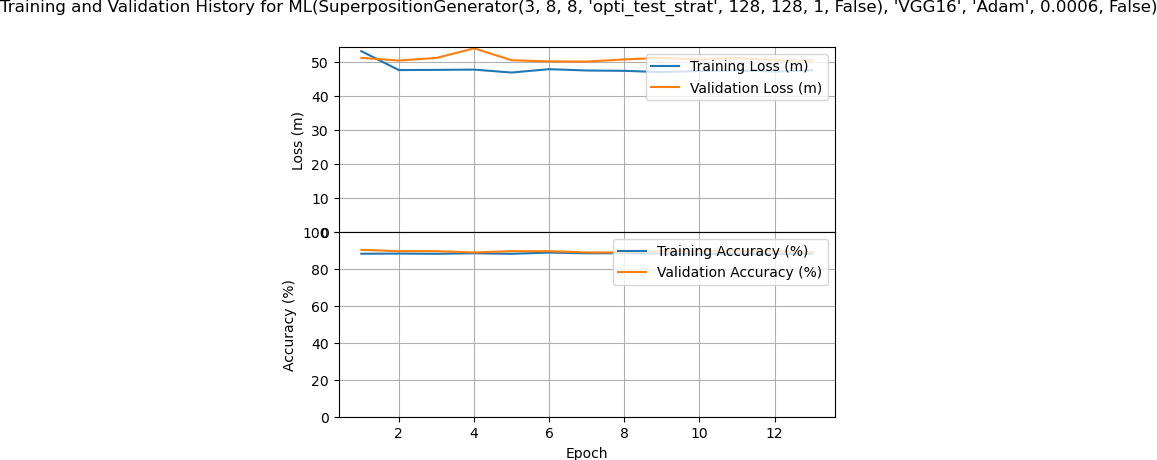 Training and Validation History for ML(SuperpositionGenerator(3, 8, 8, 'opti_test_strat', 128, 128, 1, False), 'VGG16', 'Adam', 0.0006, False)
50
40
30
20
10
0
Loss (m)
Training Loss (m)
Validation Loss (m)
100
80
60
40
20
0
Accuracy (%)
Training Accuracy (%)
Validation Accuracy (%)
2 4 6 8 10 12
Epoch